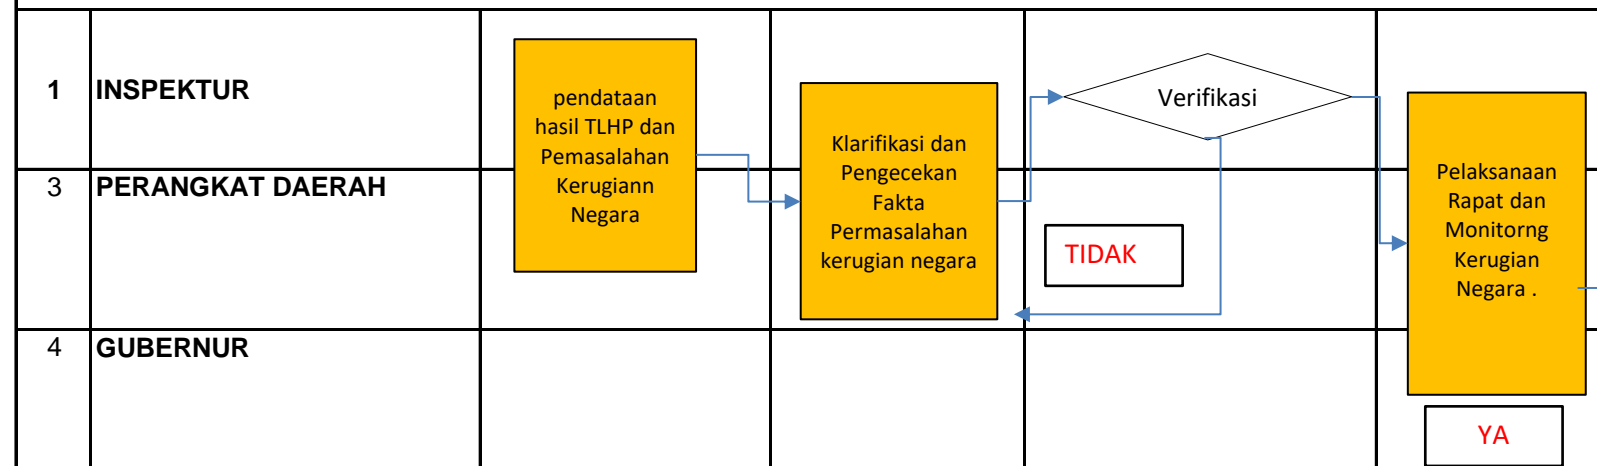 1
INSPEKTUR
3
PERANGKAT DAERAH
4
GUBERNUR
pendataan
hasil TLHP dan
Pemasalahan
Kerugiann
Negara
Klarifikasi dan
Pengecekan
Fakta
Permasalahan
kerugian negara
Verifikasi
TIDAK
Pelaksanaan
Rapat dan
Monitorng
Kerugian
Negara .
YA